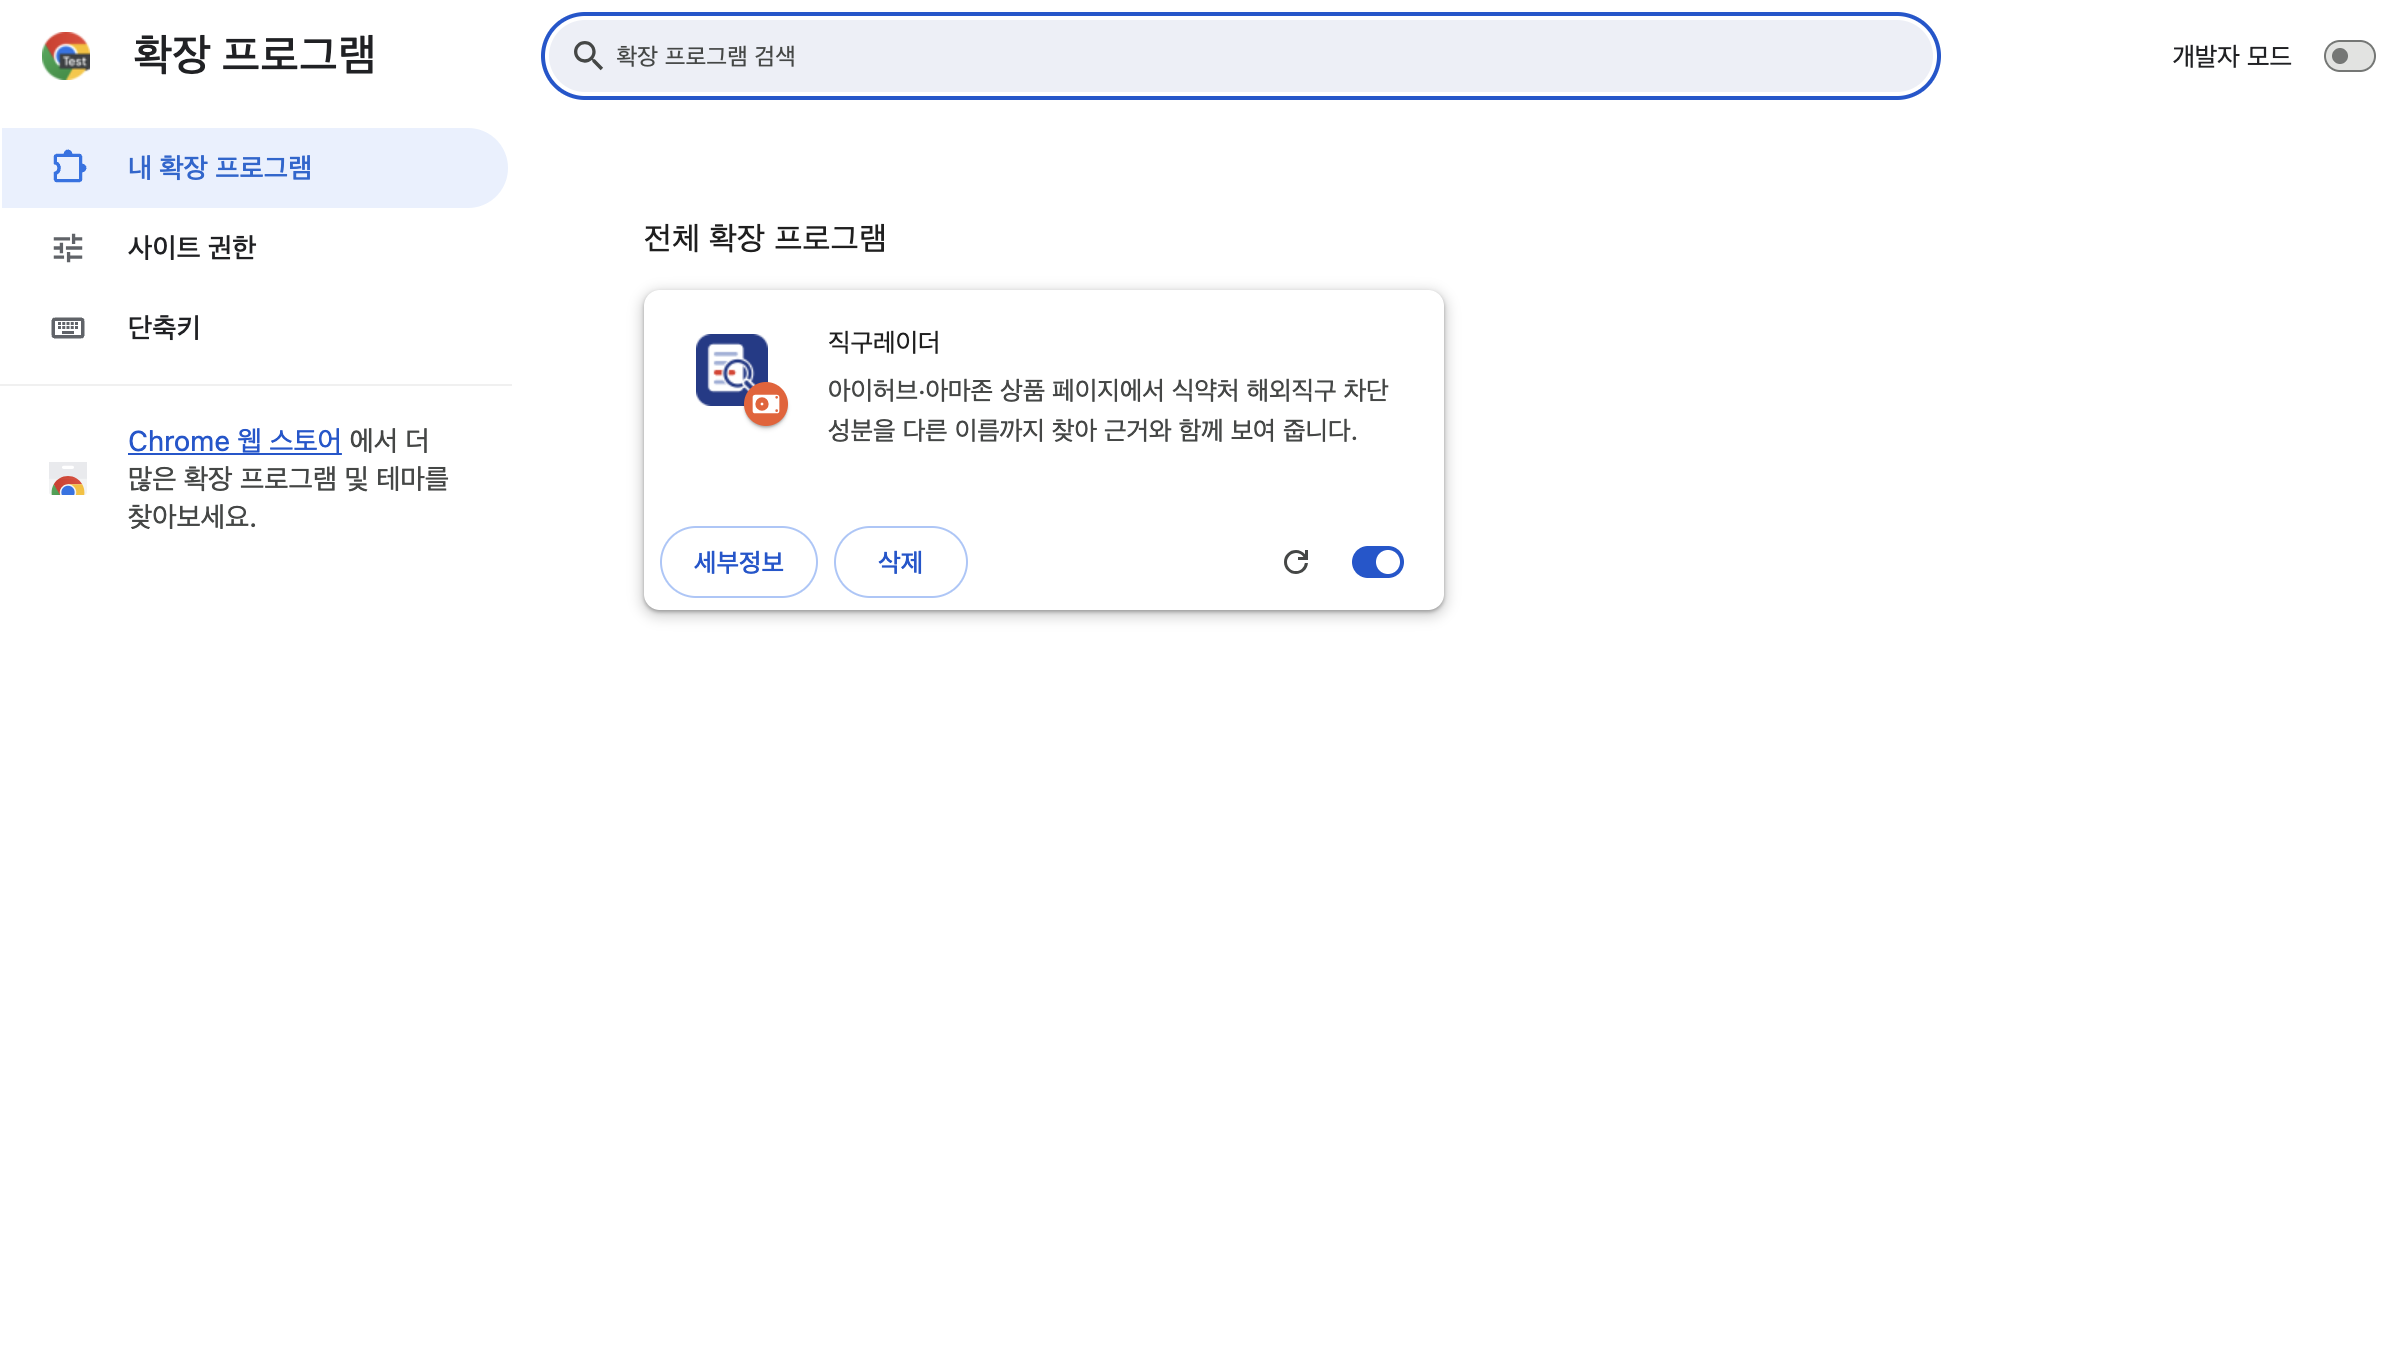 Test
확장 프로그램
확장 프로그램 검색
개발자 모드
내 확장 프로그램
사이트 권한
단축키
Chrome 웹 스토어 에서 더
많은 확장 프로그램 및 테마를
찾아보세요.
전체 확장 프로그램
직구레이더
아이허브·아마존 상품 페이지에서 식약처 해외직구 차단
성분을 다른 이름까지 찾아 근거와 함께 보여 줍니다.
세부정보
삭제